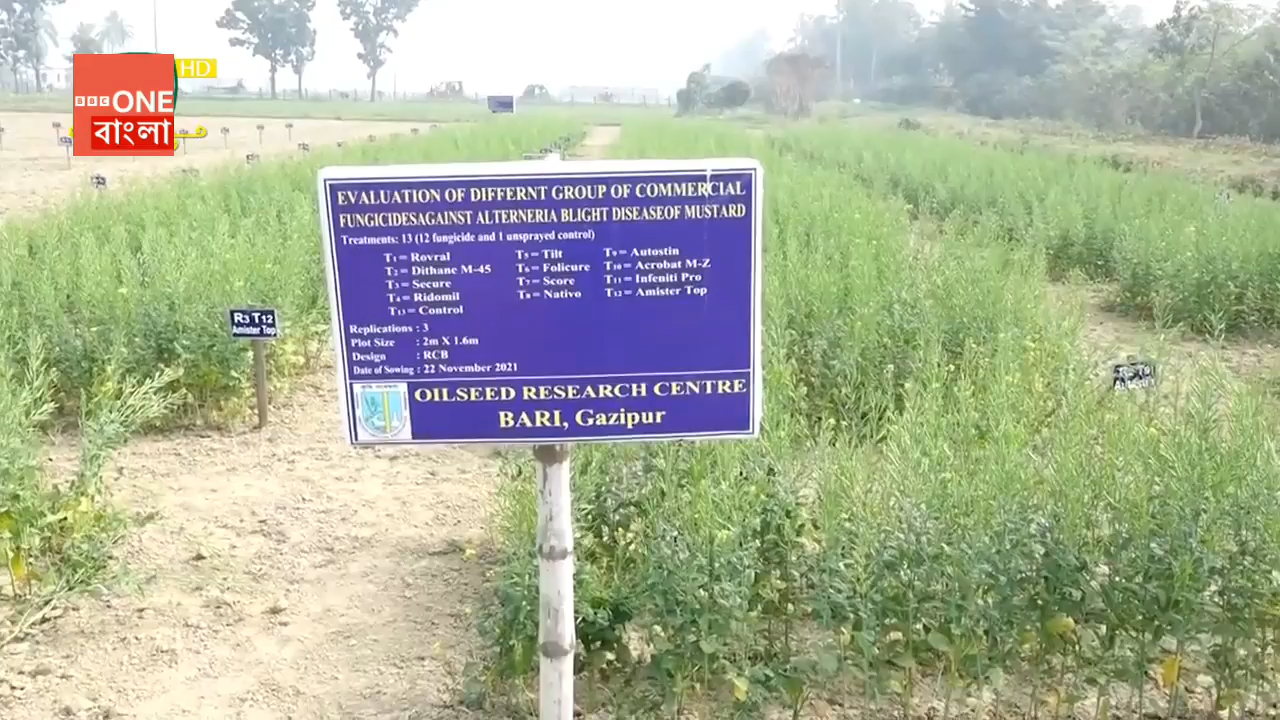 HD
BBC ONE
বাংলা
EVALUATION OF DIFFERNT GROUP OF COMMERCIAL
FUNGICIDESAGAINST ALTERNERIA BLIGHT DISEASEOF MUSTARD
Treatments: 13 (12 fungicide and 1 unsprayed control)
T1 = Rovral T5 = Tilt T9 = Autostin
T2 = Dithane M-45 T6 = Folicure T10 = Acrobat M-Z
T3 = Secure T7 = Score T11 = Infeniti Pro
T4 = Ridomil T8 = Nativo T12 = Amister Top
T13 = Control
Replications : 3
Plot Size : 2m X 1.6m
Design : RCB
Date of Sowing : 22 November 2021
OILSEED RESEARCH CENTRE
BARI, Gazipur
R3 T12
Amister Top